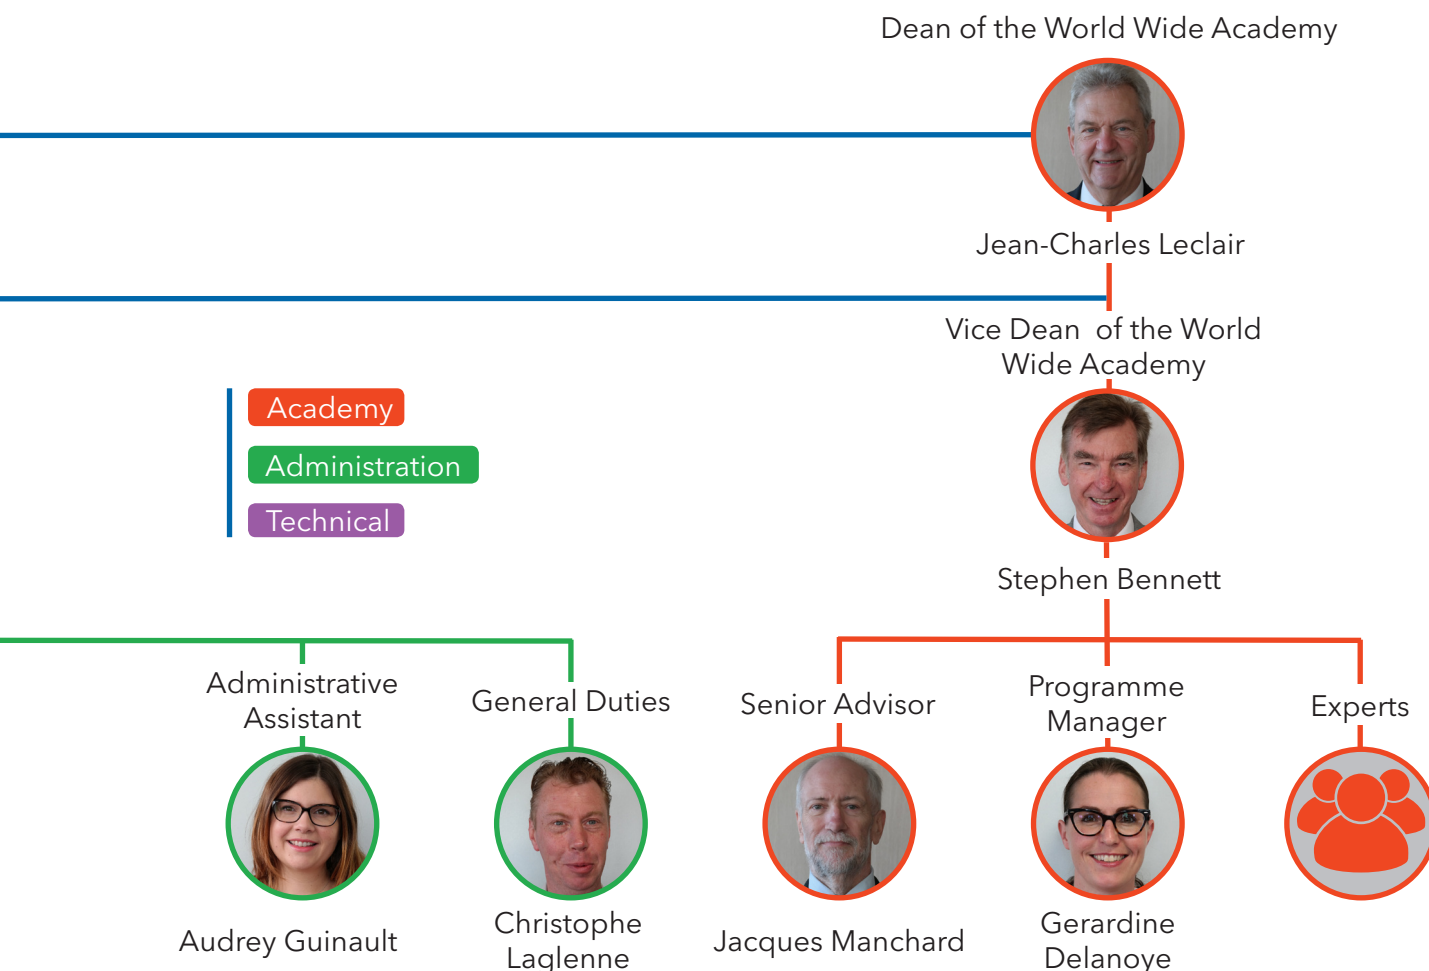 Dean of the World Wide Academy
Jean-Charles Leclair
Vice Dean of the World
Wide Academy
Academy
Administration
Technical
Stephen Bennett
Administrative
Assistant
General Duties
Senior Advisor
Programme
Manager
Experts
Audrey Guinault
Christophe
Laglenne
Jacques Manchard
Gerardine
Delanoye